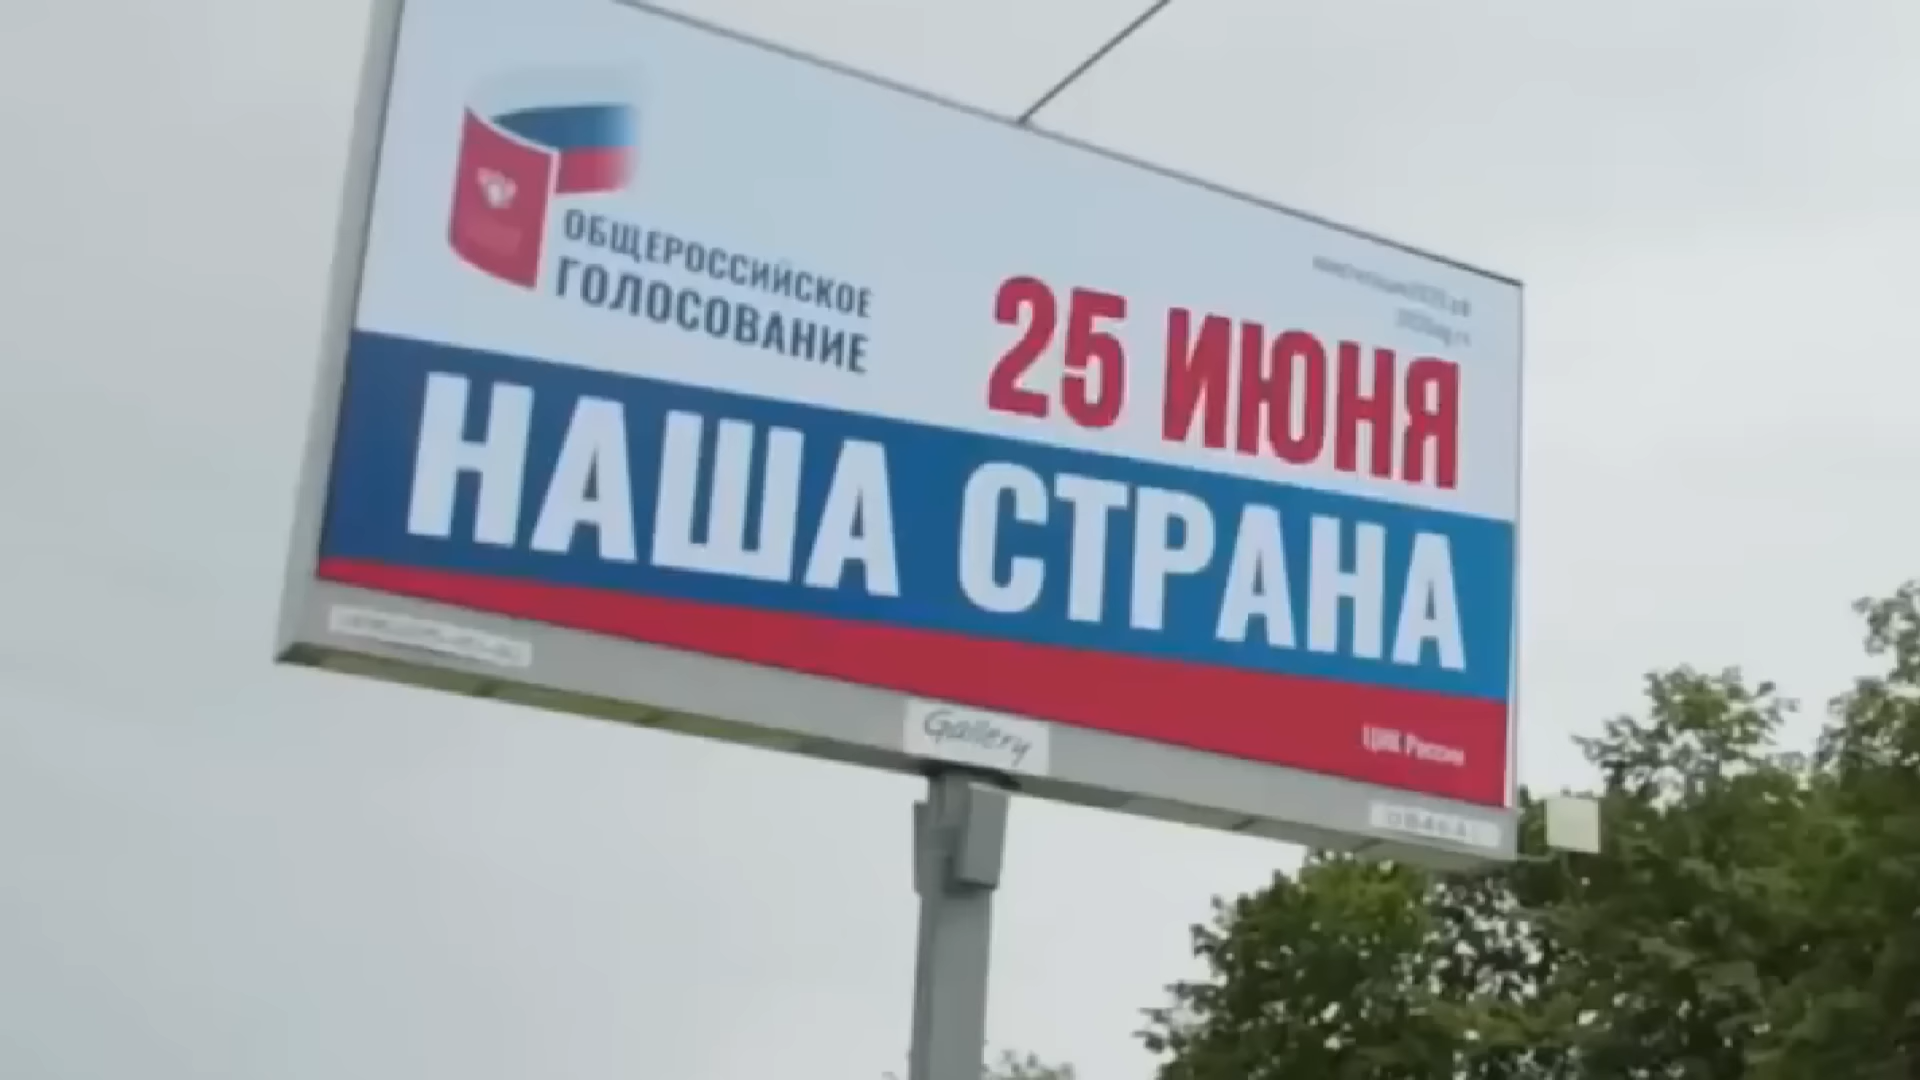 ОБЩЕРОССИЙСКОЕ
ГОЛОСОВАНИЕ
25 ИЮНЯ
НАША СТРАНА
ЦИК России
Gallery